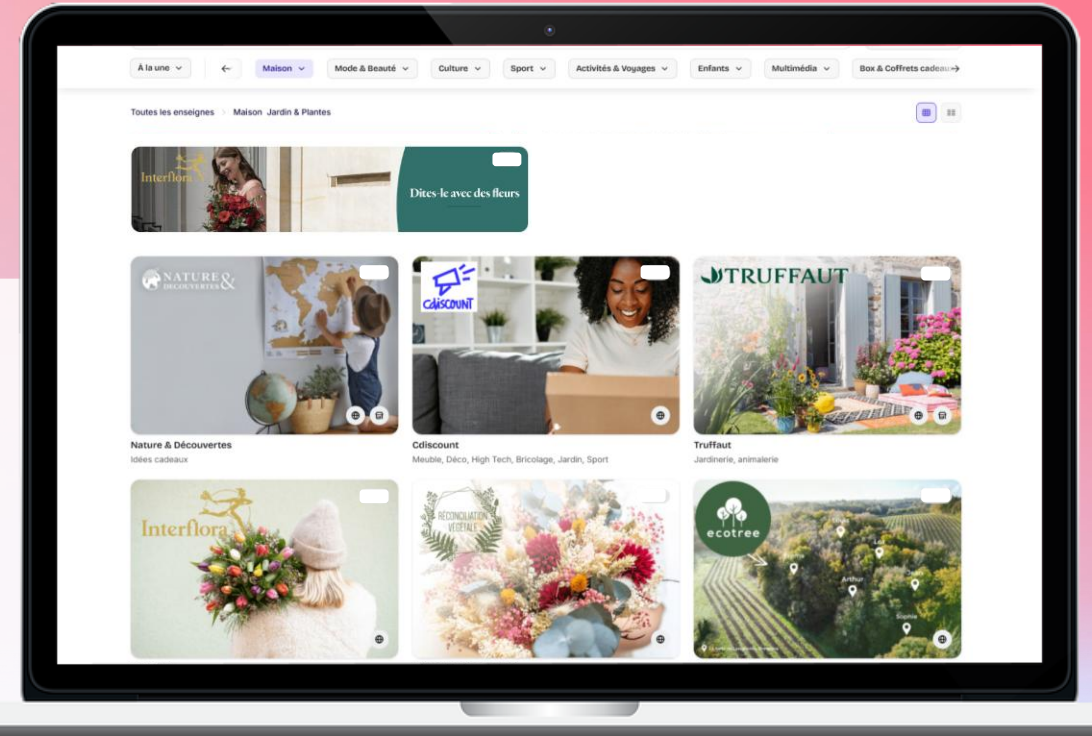 À la une
Maison
Mode & Beauté
Culture
Sport
Activités & Voyages
Enfants
Multimédia
Box & Coffrets cadeau
Toutes les enseignes
Maison Jardin & Plantes
Interflora
Dites-le avec des fleurs
NATURE &
DÉCOUVERTES
Cdiscount
TRUFFAUT
Nature & Découvertes
Idées cadeaux
Cdiscount
Meuble, Déco, High Tech, Bricolage, Jardin, Sport
Truffaut
Jardinerie, animalerie
Interflora
RÉCONCILIATION
VÉGÉTALE
ecotree
Arthur
Sophie